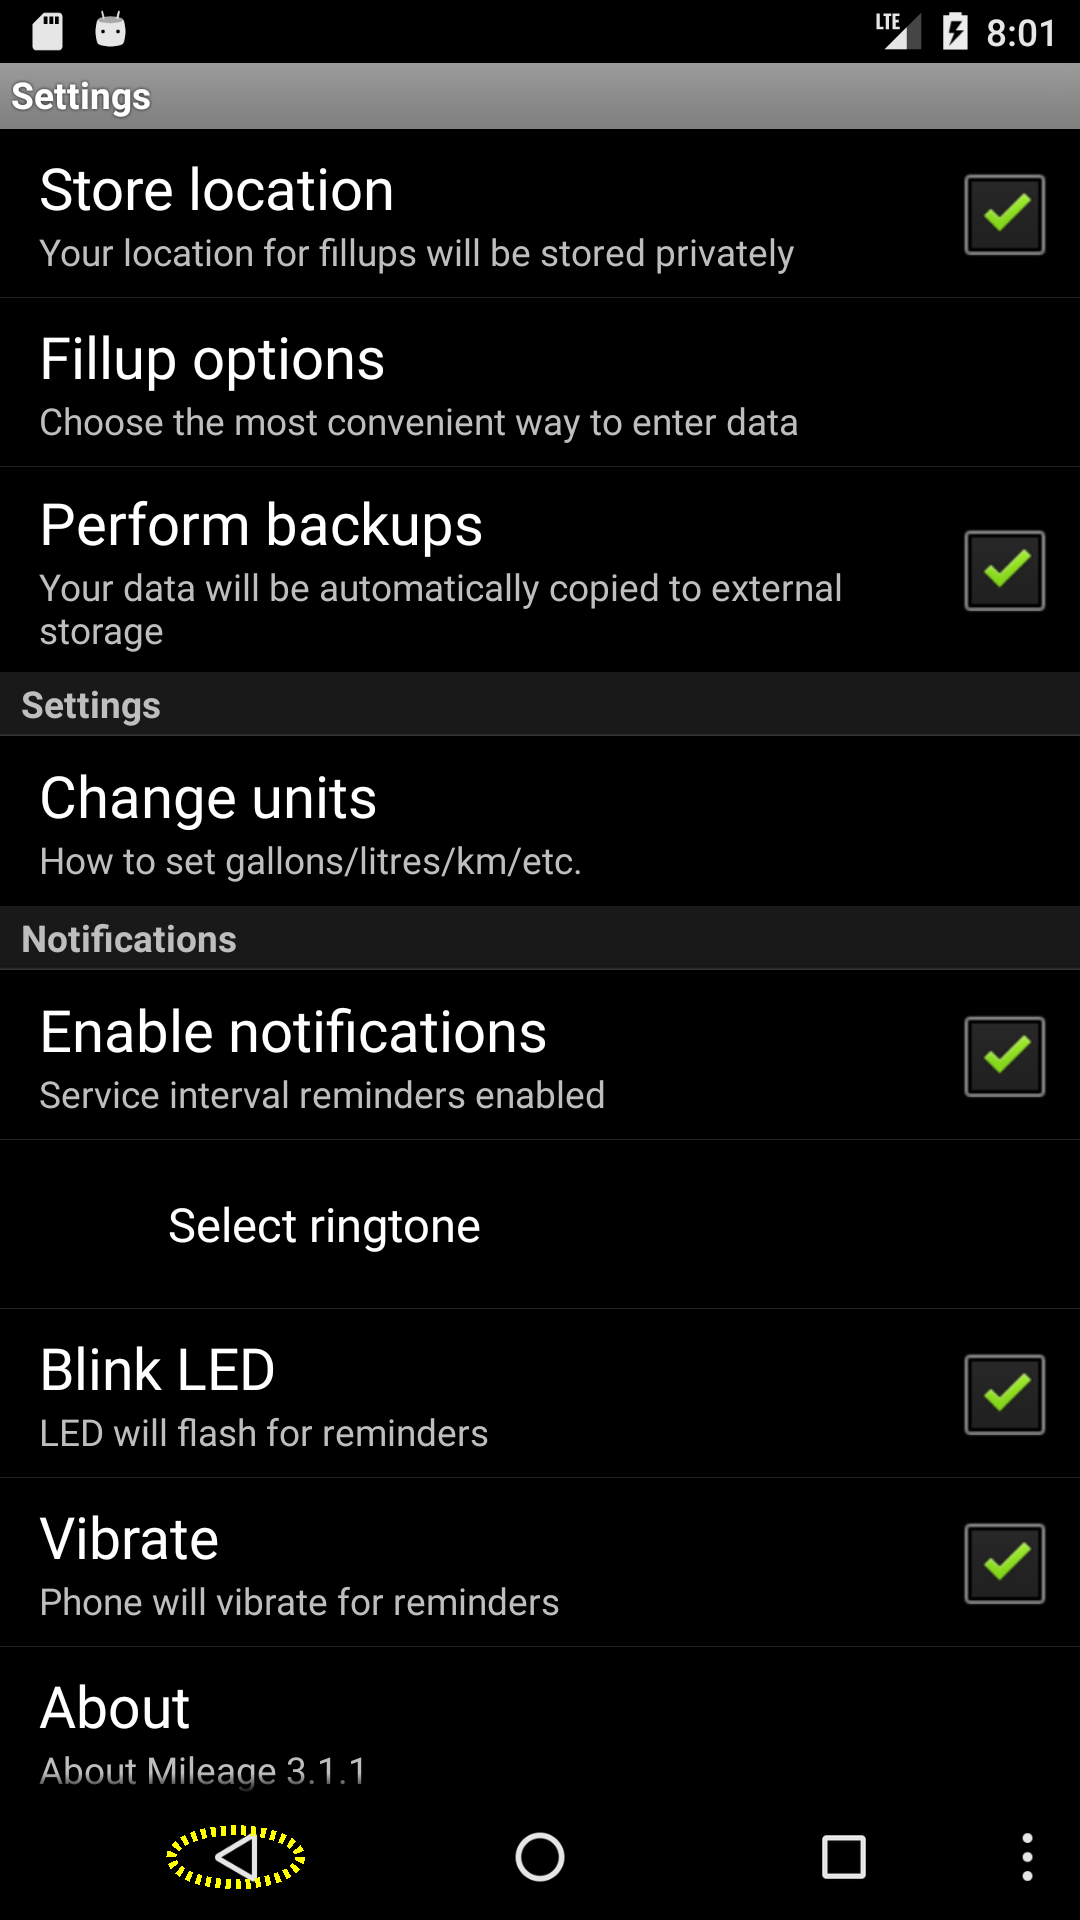 LTE 8:01
Settings
Store location
Your location for fillups will be stored privately
Fillup options
Choose the most convenient way to enter data
Perform backups
Your data will be automatically copied to external
storage
Settings
Change units
How to set gallons/litres/km/etc.
Notifications
Enable notifications
Service interval reminders enabled
Select ringtone
Blink LED
LED will flash for reminders
Vibrate
Phone will vibrate for reminders
About
About Mileage 3.1.1